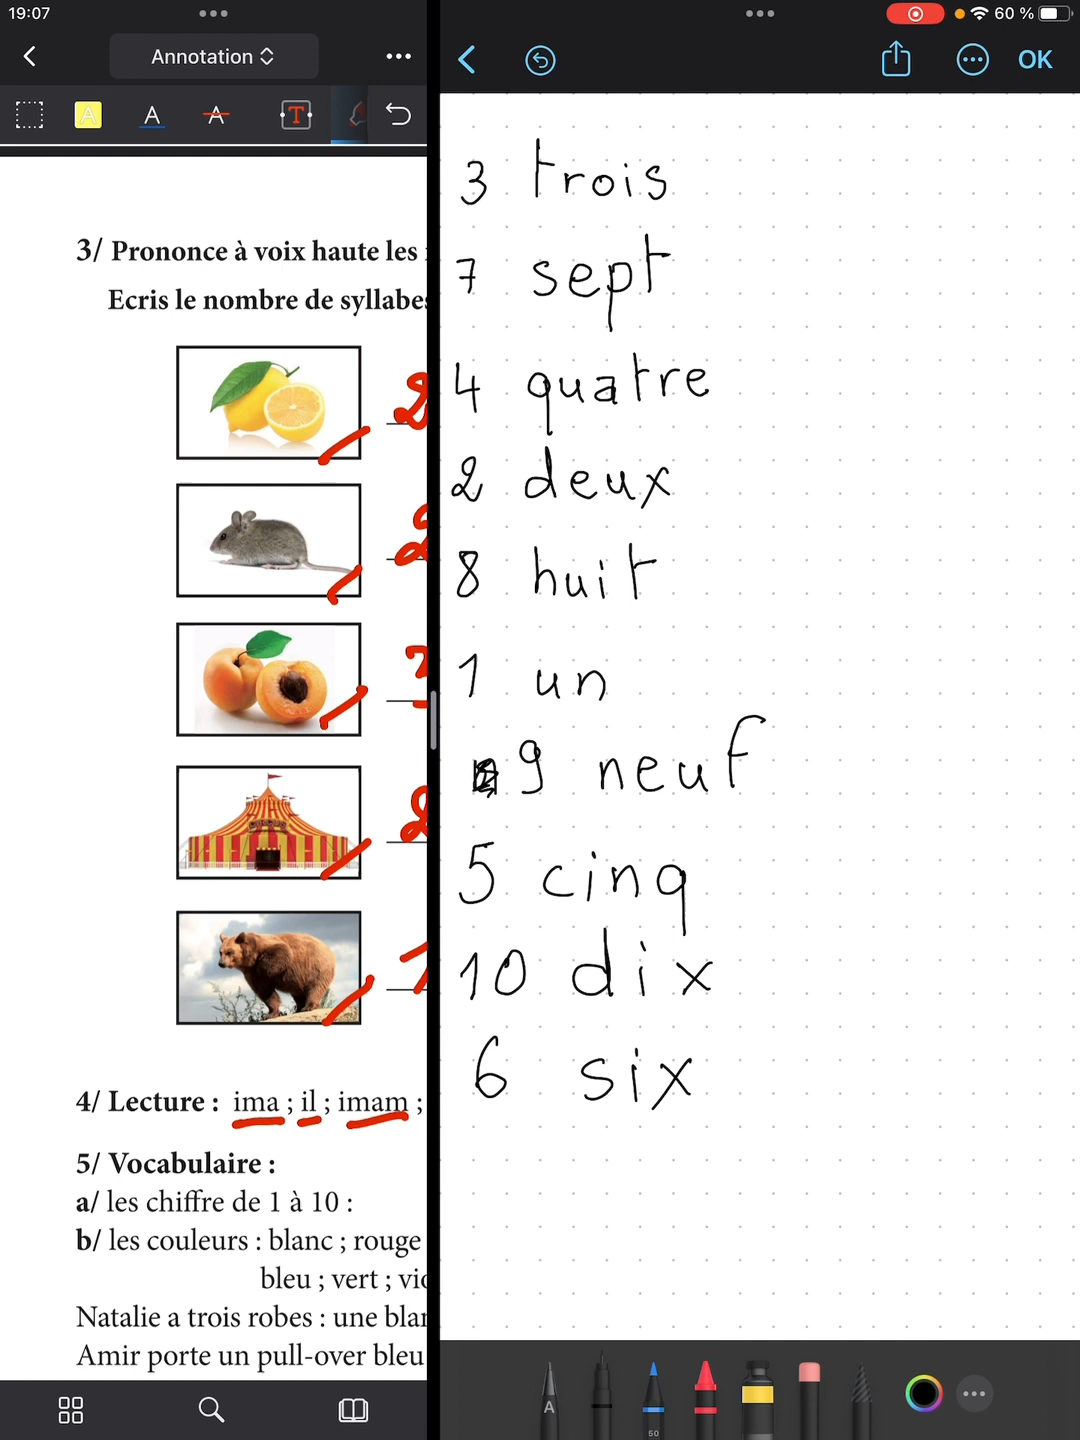 19:07
60 %
Annotation
OK
A
A
A
T
3/ Prononce à voix haute les
Ecris le nombre de syllabes
2
2
2
1
4/ Lecture : ima ; il ; imam ;
5/ Vocabulaire :
a/ les chiffre de 1 à 10 :
b/ les couleurs : blanc ; rouge
bleu ; vert ;
Natalie a trois robes : une
Amir porte un pull-over bleu
3 trois
7 sept
4 quatre
2 deux
8 huit
1 un
9 neuf
5 cinq
10 dix
6 six
A
50